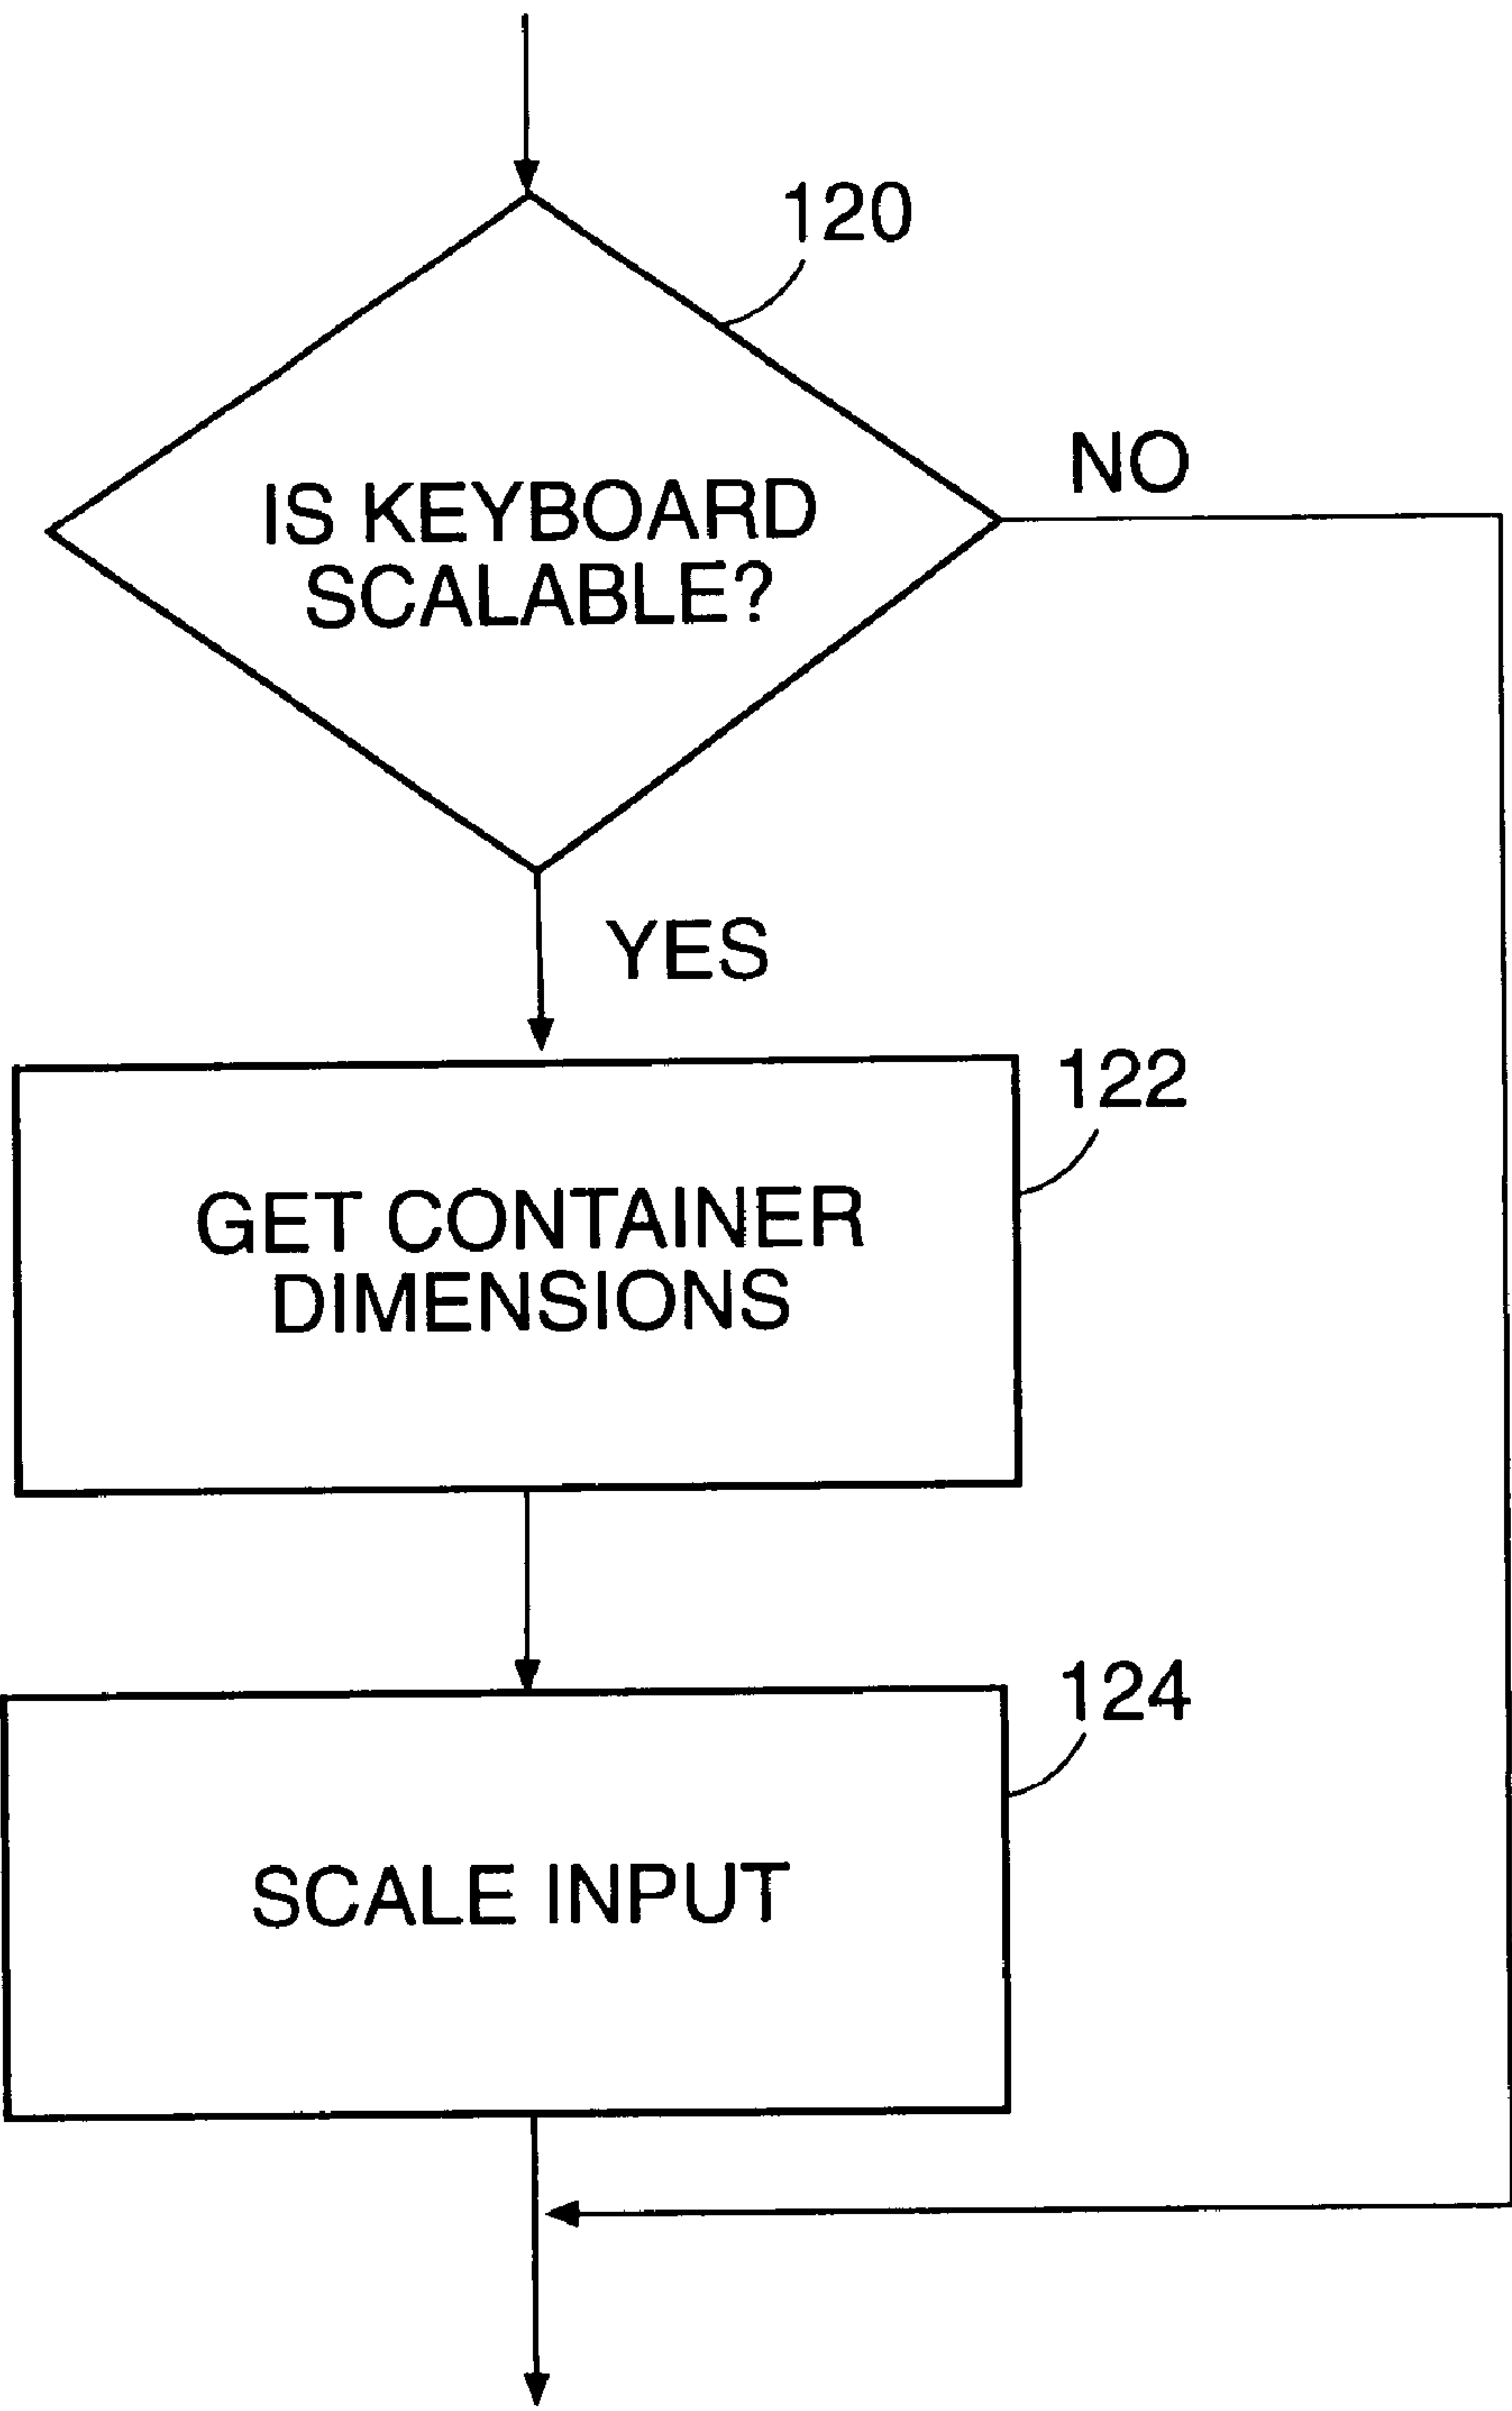 120
IS KEYBOARD
SCALABLE?
NO
YES
122
GET CONTAINER
DIMENSIONS
124
SCALE INPUT